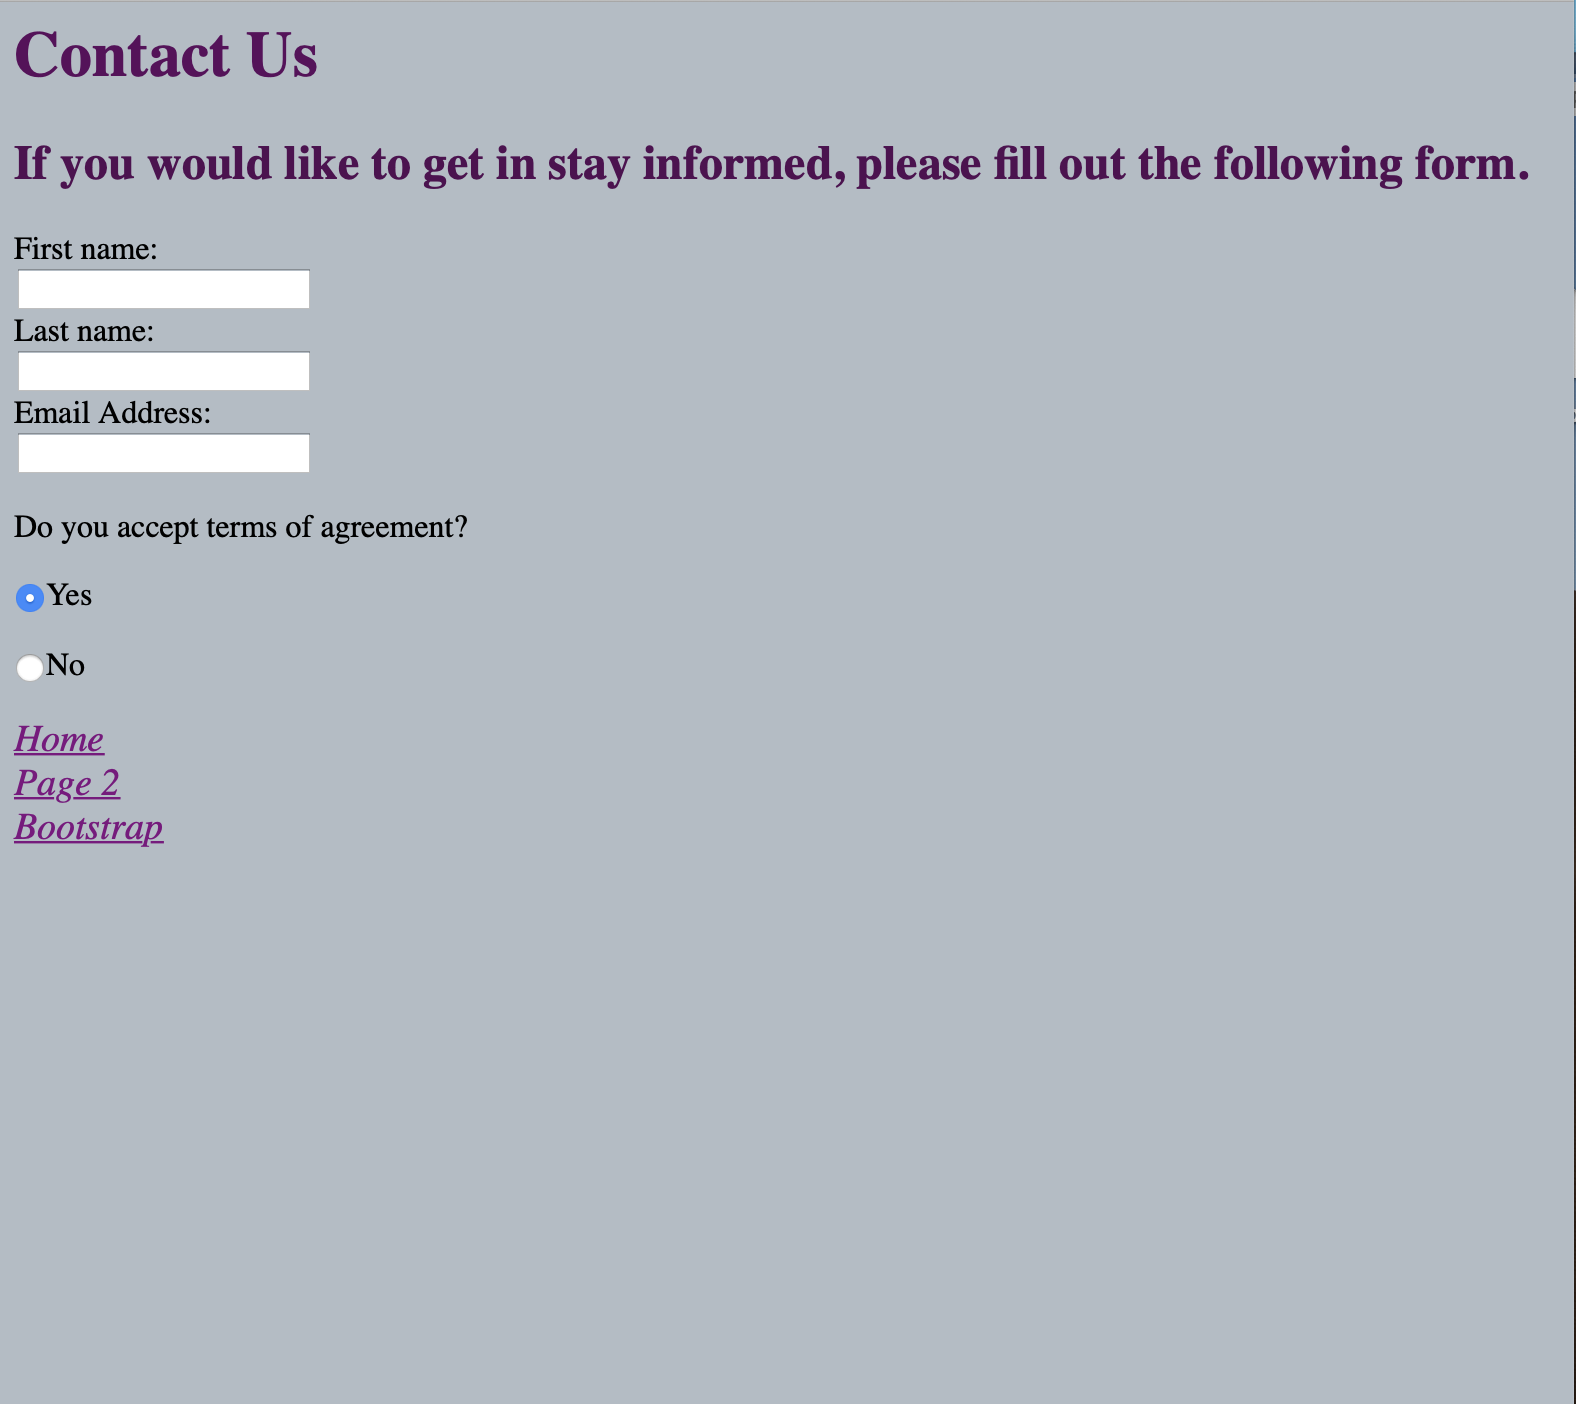 Contact Us
If you would like to get in stay informed, please fill out the following form.
First name:
Last name:
Email Address:
Do you accept terms of agreement?
Yes
No
Home
Page 2
Bootstrap